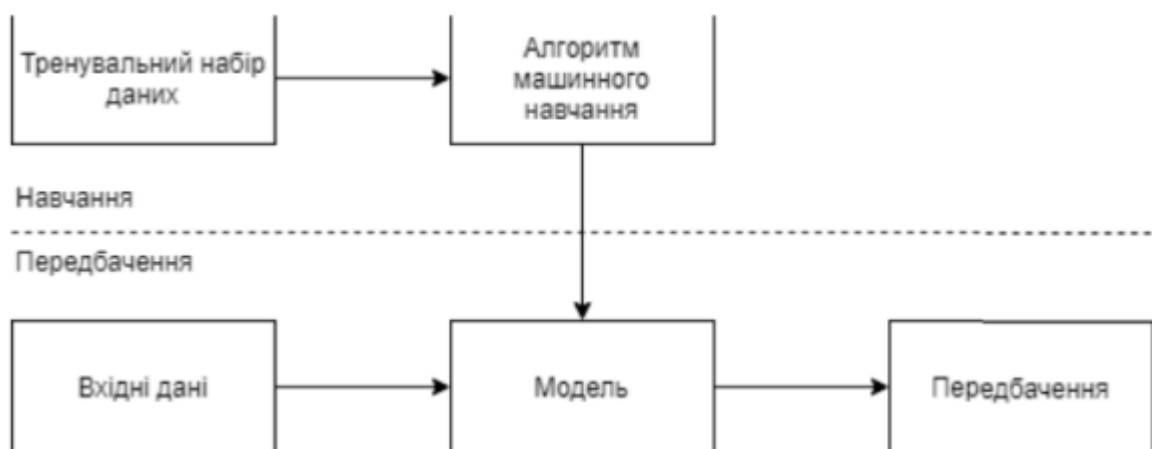 Тренувальний набір
даних
Алгоритм
машинного
навчання
Навчання
Передбачення
Вхідні дані
Модель
Передбачення